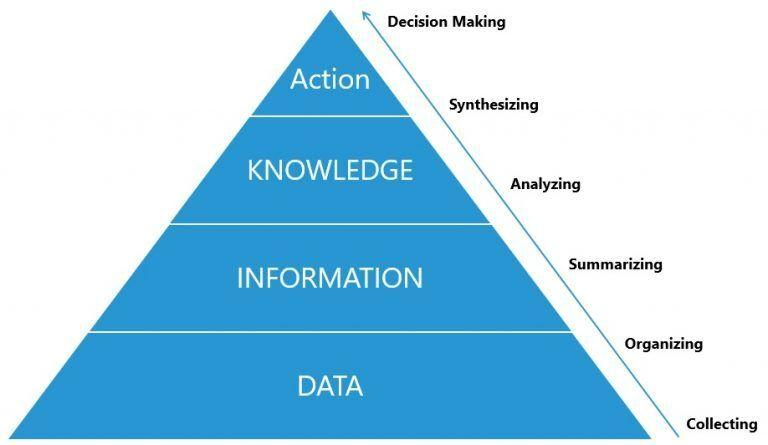 Decision Making
Action
Synthesizing
KNOWLEDGE
Analyzing
INFORMATION
Summarizing
Organizing
DATA
Collecting